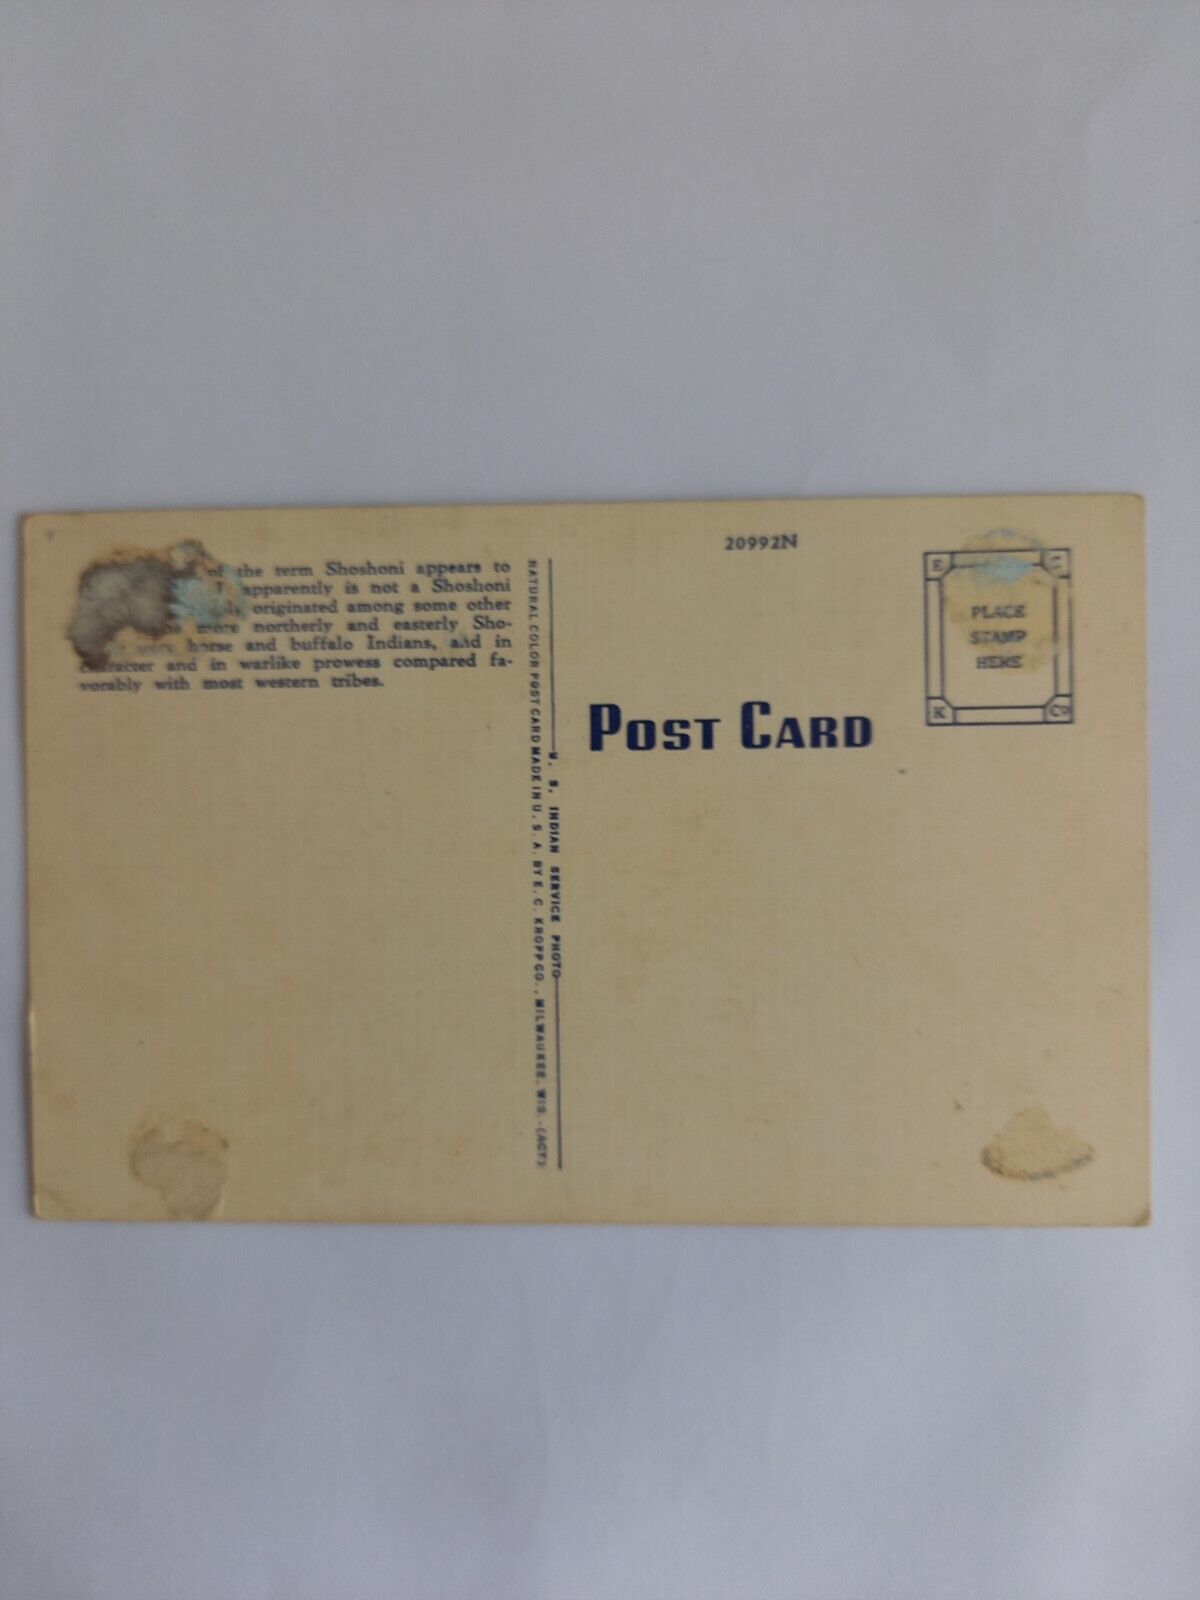 of the term Shoshoni appears to
apparently is not a Shoshoni
originated among some other
more northerly and easterly Sho-
were horse and buffalo Indians, and in
character and in warlike prowess compared fa-
vorably with most western tribes.
NATURAL COLOR POST CARD MADE IN U. S. A. BY E. C. KROPP CO., MILWAUKEE, WIS.-(ACT)
U. S. INDIAN SERVICE PHOTO
20992N
POST CARD
E C
PLACE
STAMP
HERE
K Co